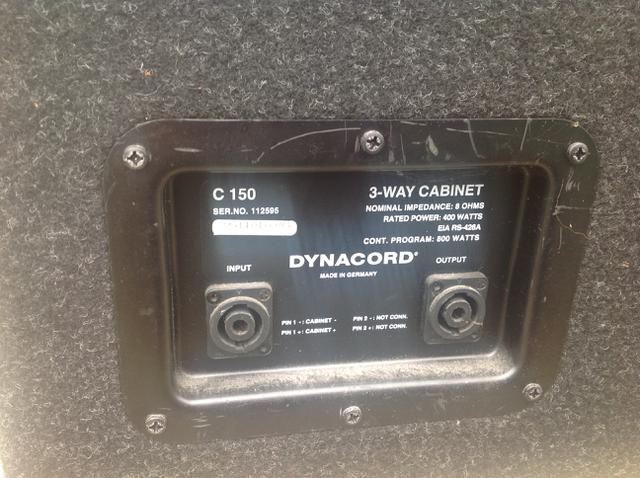 C 150
SER.NO. 112595
3-WAY CABINET
NOMINAL IMPEDANCE: 8 OHMS
RATED POWER: 400 WATTS
EIA RS-426A
CONT. PROGRAM: 800 WATTS
DYNACORD®
MADE IN GERMANY
INPUT
OUTPUT
PIN 1 - : CABINET -
PIN 1 + : CABINET +
PIN 2 - : NOT CONN.
PIN 2 + : NOT CONN.